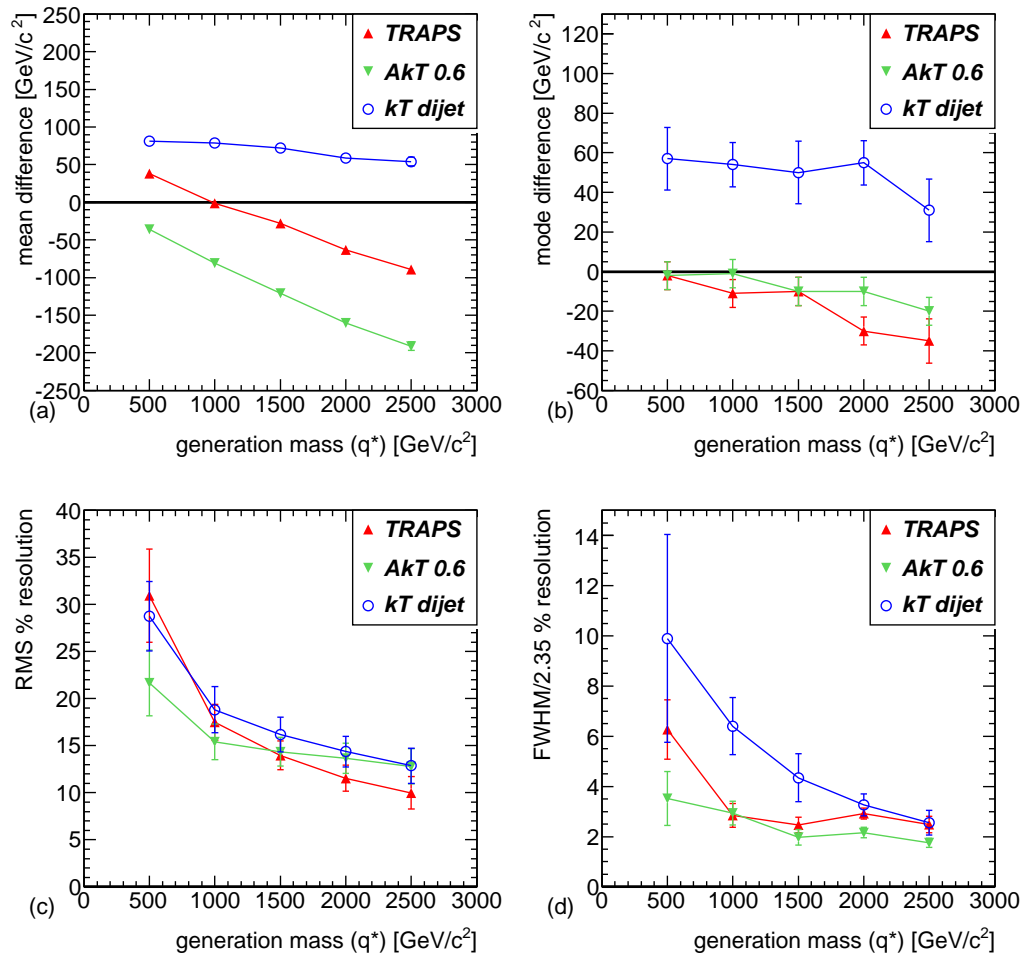 mean difference [GeV/c⁻²]
250
200
150
100
50
0
-50
-100
-150
-200
-250
TRAPS
AkT 0.6
kT dijet
0 500 1000 1500 2000 2500 3000
(a)
generation mass (q*) [GeV/c²]
mode difference [GeV/c⁻²]
120
100
80
60
40
20
0
-20
-40
-60
TRAPS
AkT 0.6
kT dijet
0 500 1000 1500 2000 2500 3000
(b)
generation mass (q*) [GeV/c²]
RMS % resolution
40
35
30
25
20
15
10
5
0
TRAPS
AkT 0.6
kT dijet
0 500 1000 1500 2000 2500 3000
(c)
generation mass (q*) [GeV/c²]
FWHM/2.35 % resolution
14
12
10
8
6
4
2
0
TRAPS
AkT 0.6
kT dijet
0 500 1000 1500 2000 2500 3000
(d)
generation mass (q*) [GeV/c²]